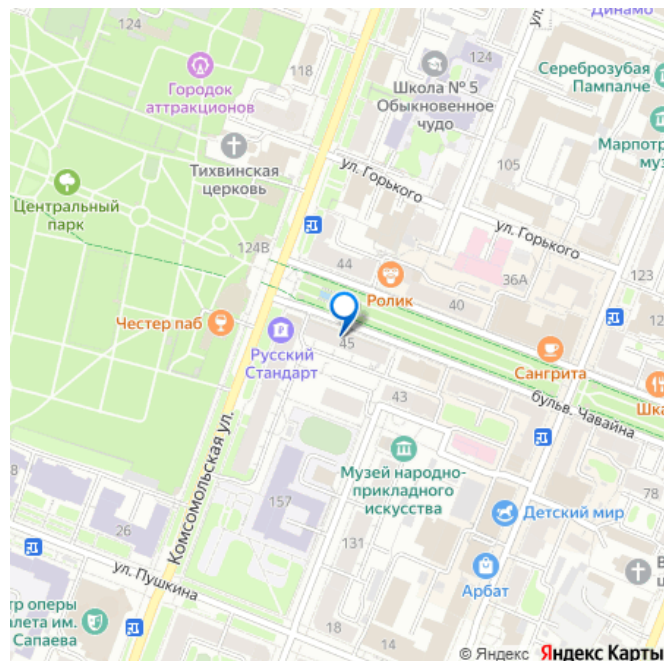 124
Динамо
118
124
Городок
аттракционов
Школа № 5
Обыкновенное
чудо
Сереброзубая
Пампалче
Тихвинская
церковь
ул. Горького
105
Марпотр
муз
Центральный
парк
ул. Горького
124В
44
36А
123
Ролик
40
Честер паб
Русский
Стандарт
45
Сангрита
Шка
43
бульв. Чавайна
Комсомольская ул.
Музей народно-
прикладного
искусства
78
157
Детский мир
26
131
ул. Пушкина
Арбат
тр оперы
алета им.
Сапаева
18
14
© Яндекс Яндекс Карты